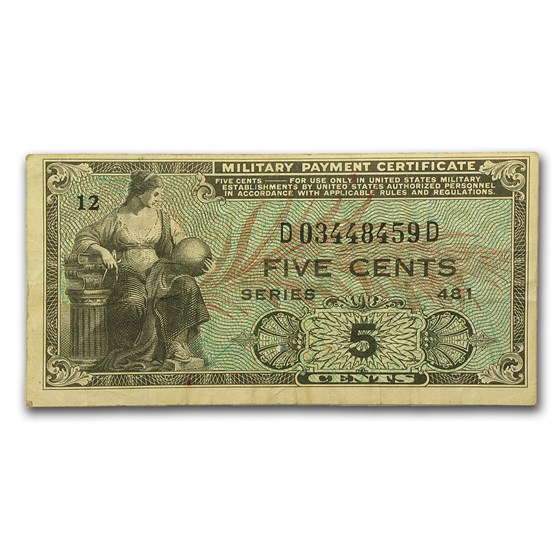 MILITARY PAYMENT CERTIFICATE
FIVE CENTS — FOR USE ONLY IN UNITED STATES MILITARY
ESTABLISHMENTS BY UNITED STATES AUTHORIZED PERSONNEL
IN ACCORDANCE WITH APPLICABLE RULES AND REGULATIONS.
12
D03448459D
FIVE CENTS
SERIES 481
5
CENTS